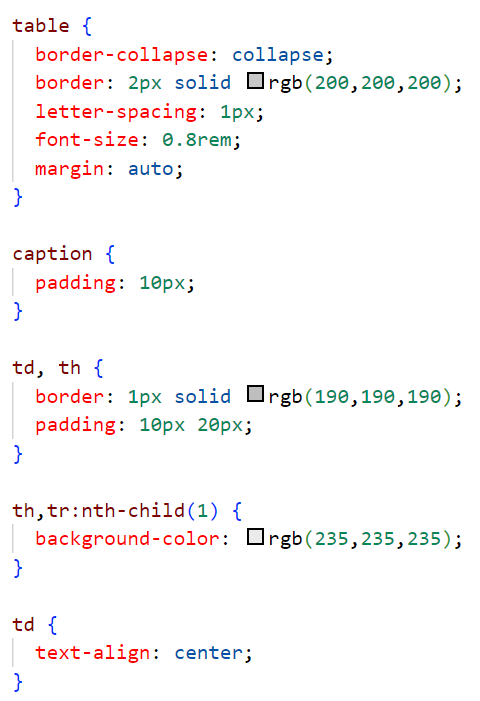 table {
border-collapse: collapse;
border: 2px solid rgb(200,200,200);
letter-spacing: 1px;
font-size: 0.8rem;
margin: auto;
}
caption {
padding: 10px;
}
td, th {
border: 1px solid rgb(190,190,190);
padding: 10px 20px;
}
th,tr:nth-child(1) {
background-color: rgb(235,235,235);
}
td {
text-align: center;
}